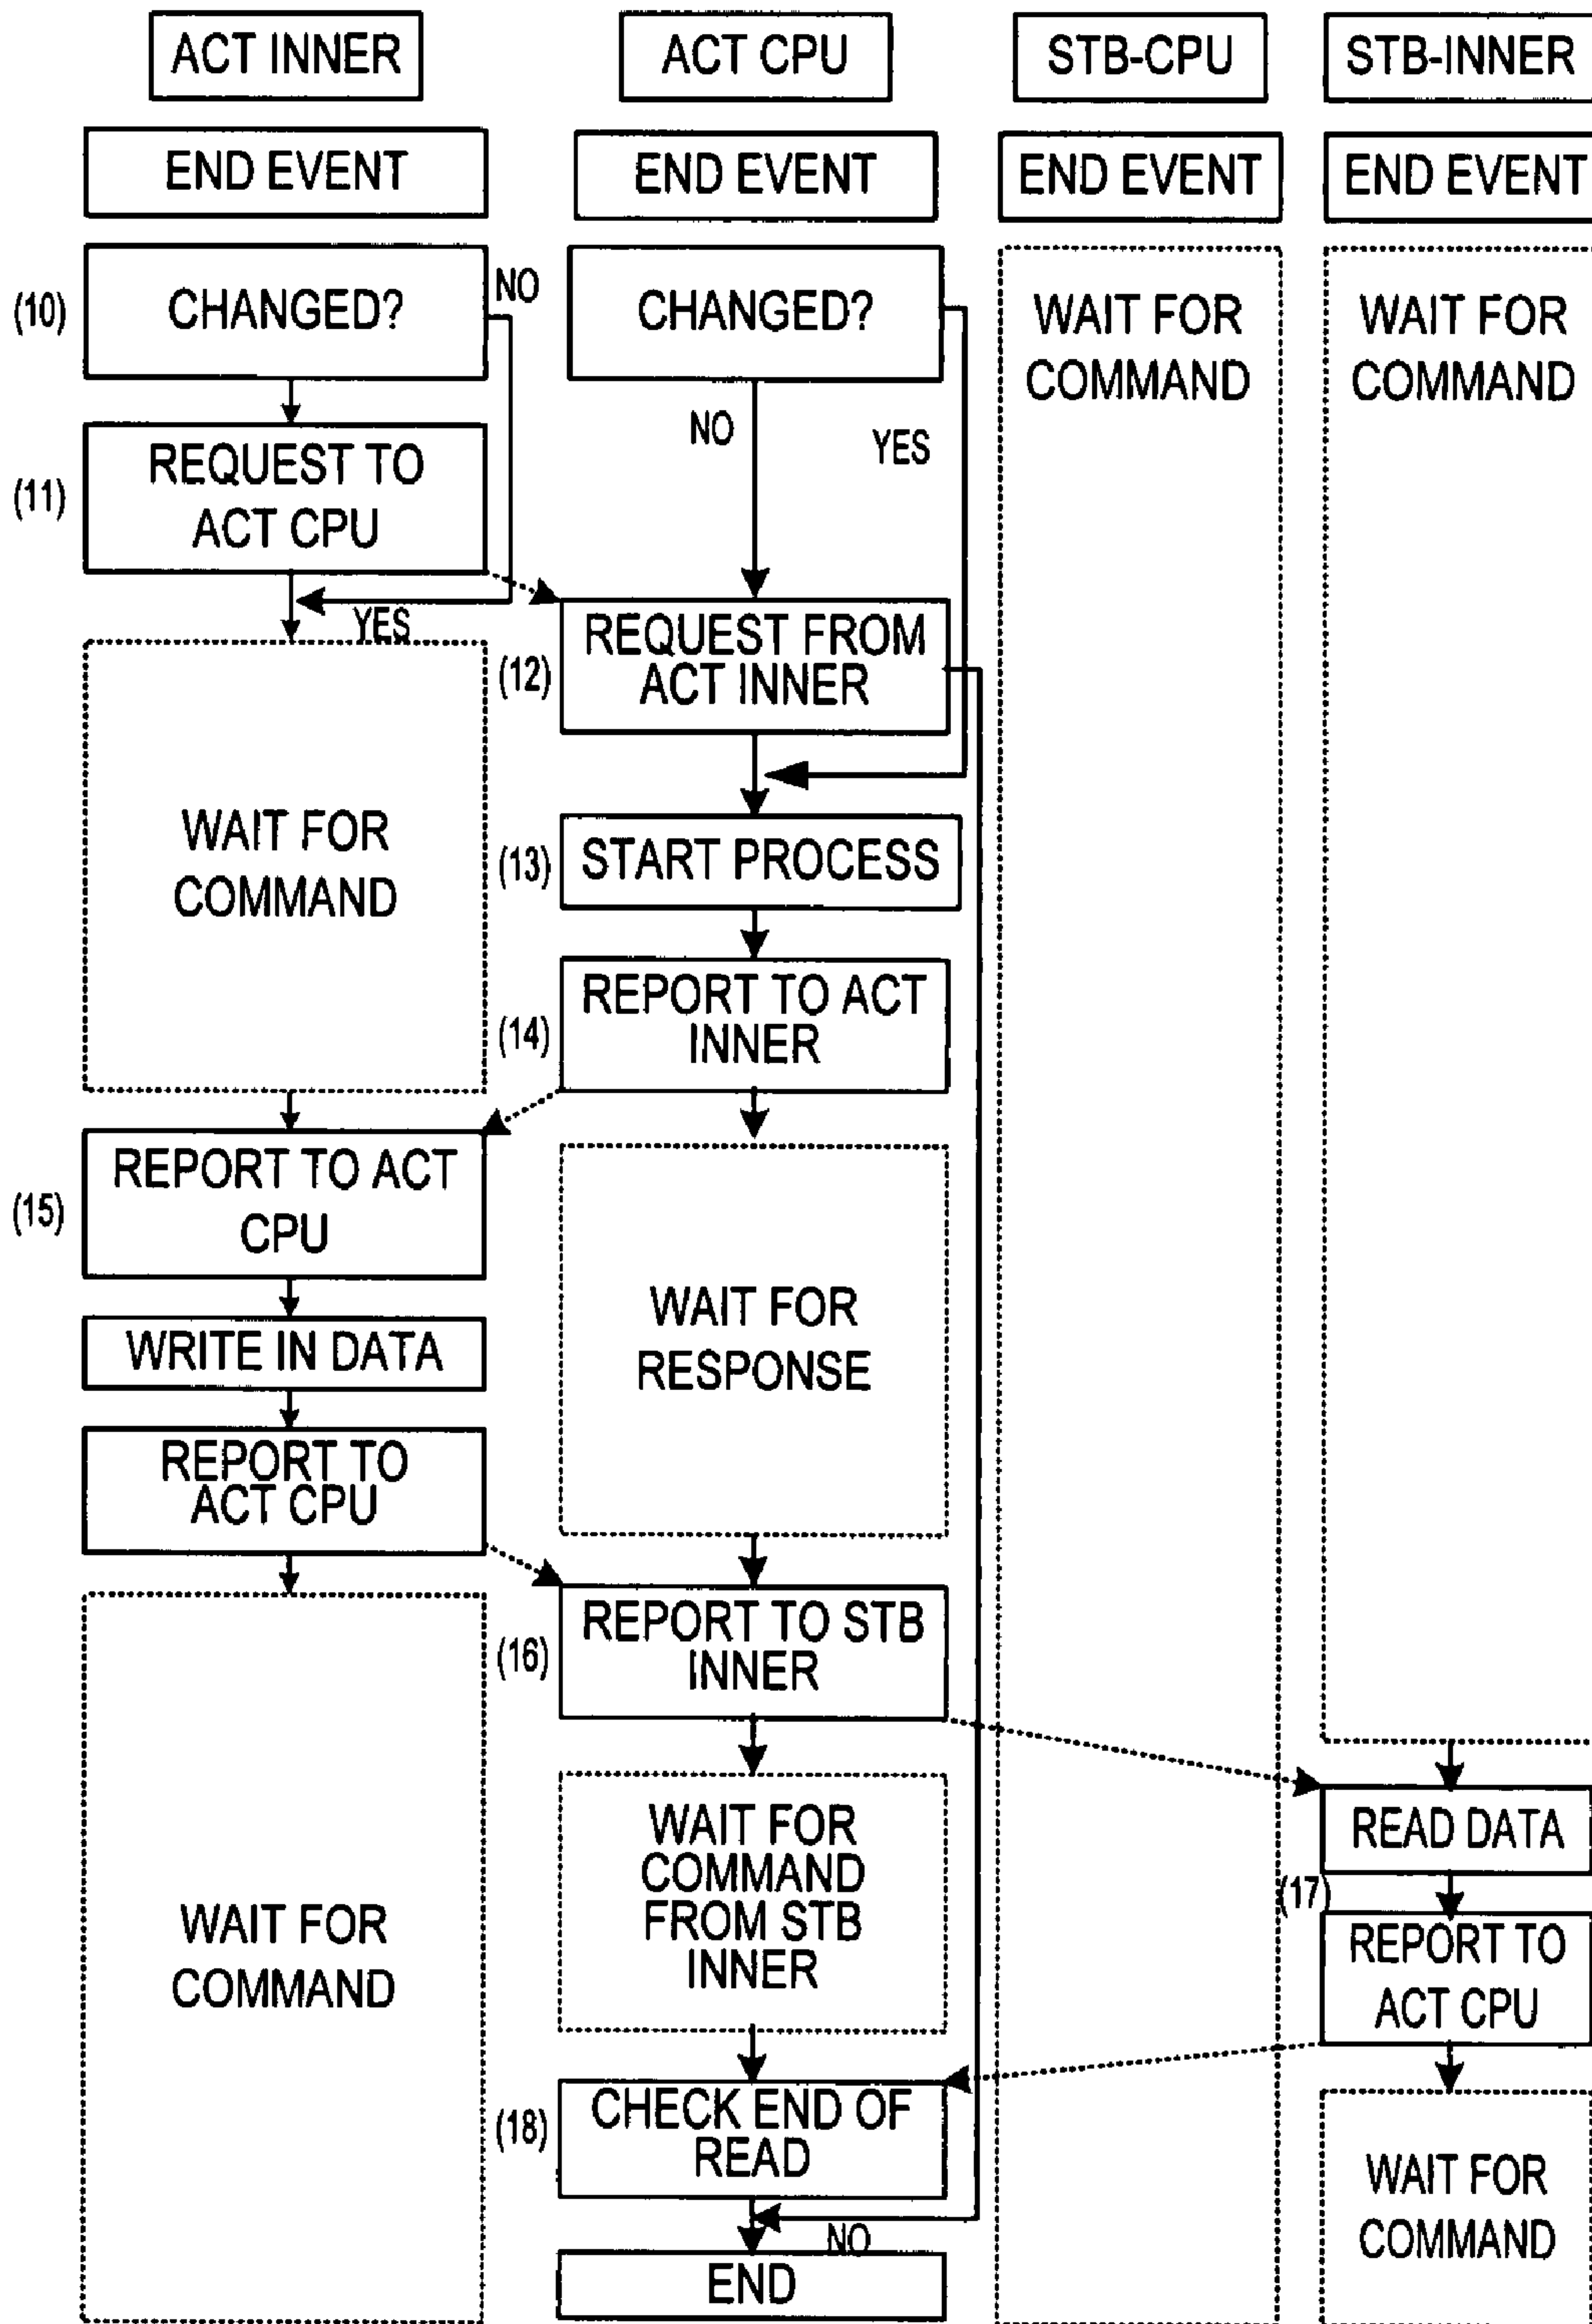 ACT INNER
ACT CPU
STB-CPU
STB-INNER
END EVENT
END EVENT
END EVENT
END EVENT
(10)
CHANGED?
NO
CHANGED?
WAIT FOR
COMMAND
WAIT FOR
COMMAND
NO
YES
(11)
REQUEST TO
ACT CPU
YES
(12)
REQUEST FROM
ACT INNER
WAIT FOR
COMMAND
(13)
START PROCESS
(14)
REPORT TO ACT
INNER
(15)
REPORT TO ACT
CPU
WAIT FOR
RESPONSE
WRITE IN DATA
REPORT TO
ACT CPU
(16)
REPORT TO STB
INNER
READ DATA
WAIT FOR
COMMAND
FROM STB
INNER
(17)
WAIT FOR
COMMAND
REPORT TO
ACT CPU
(18)
CHECK END OF
READ
WAIT FOR
COMMAND
NO
END